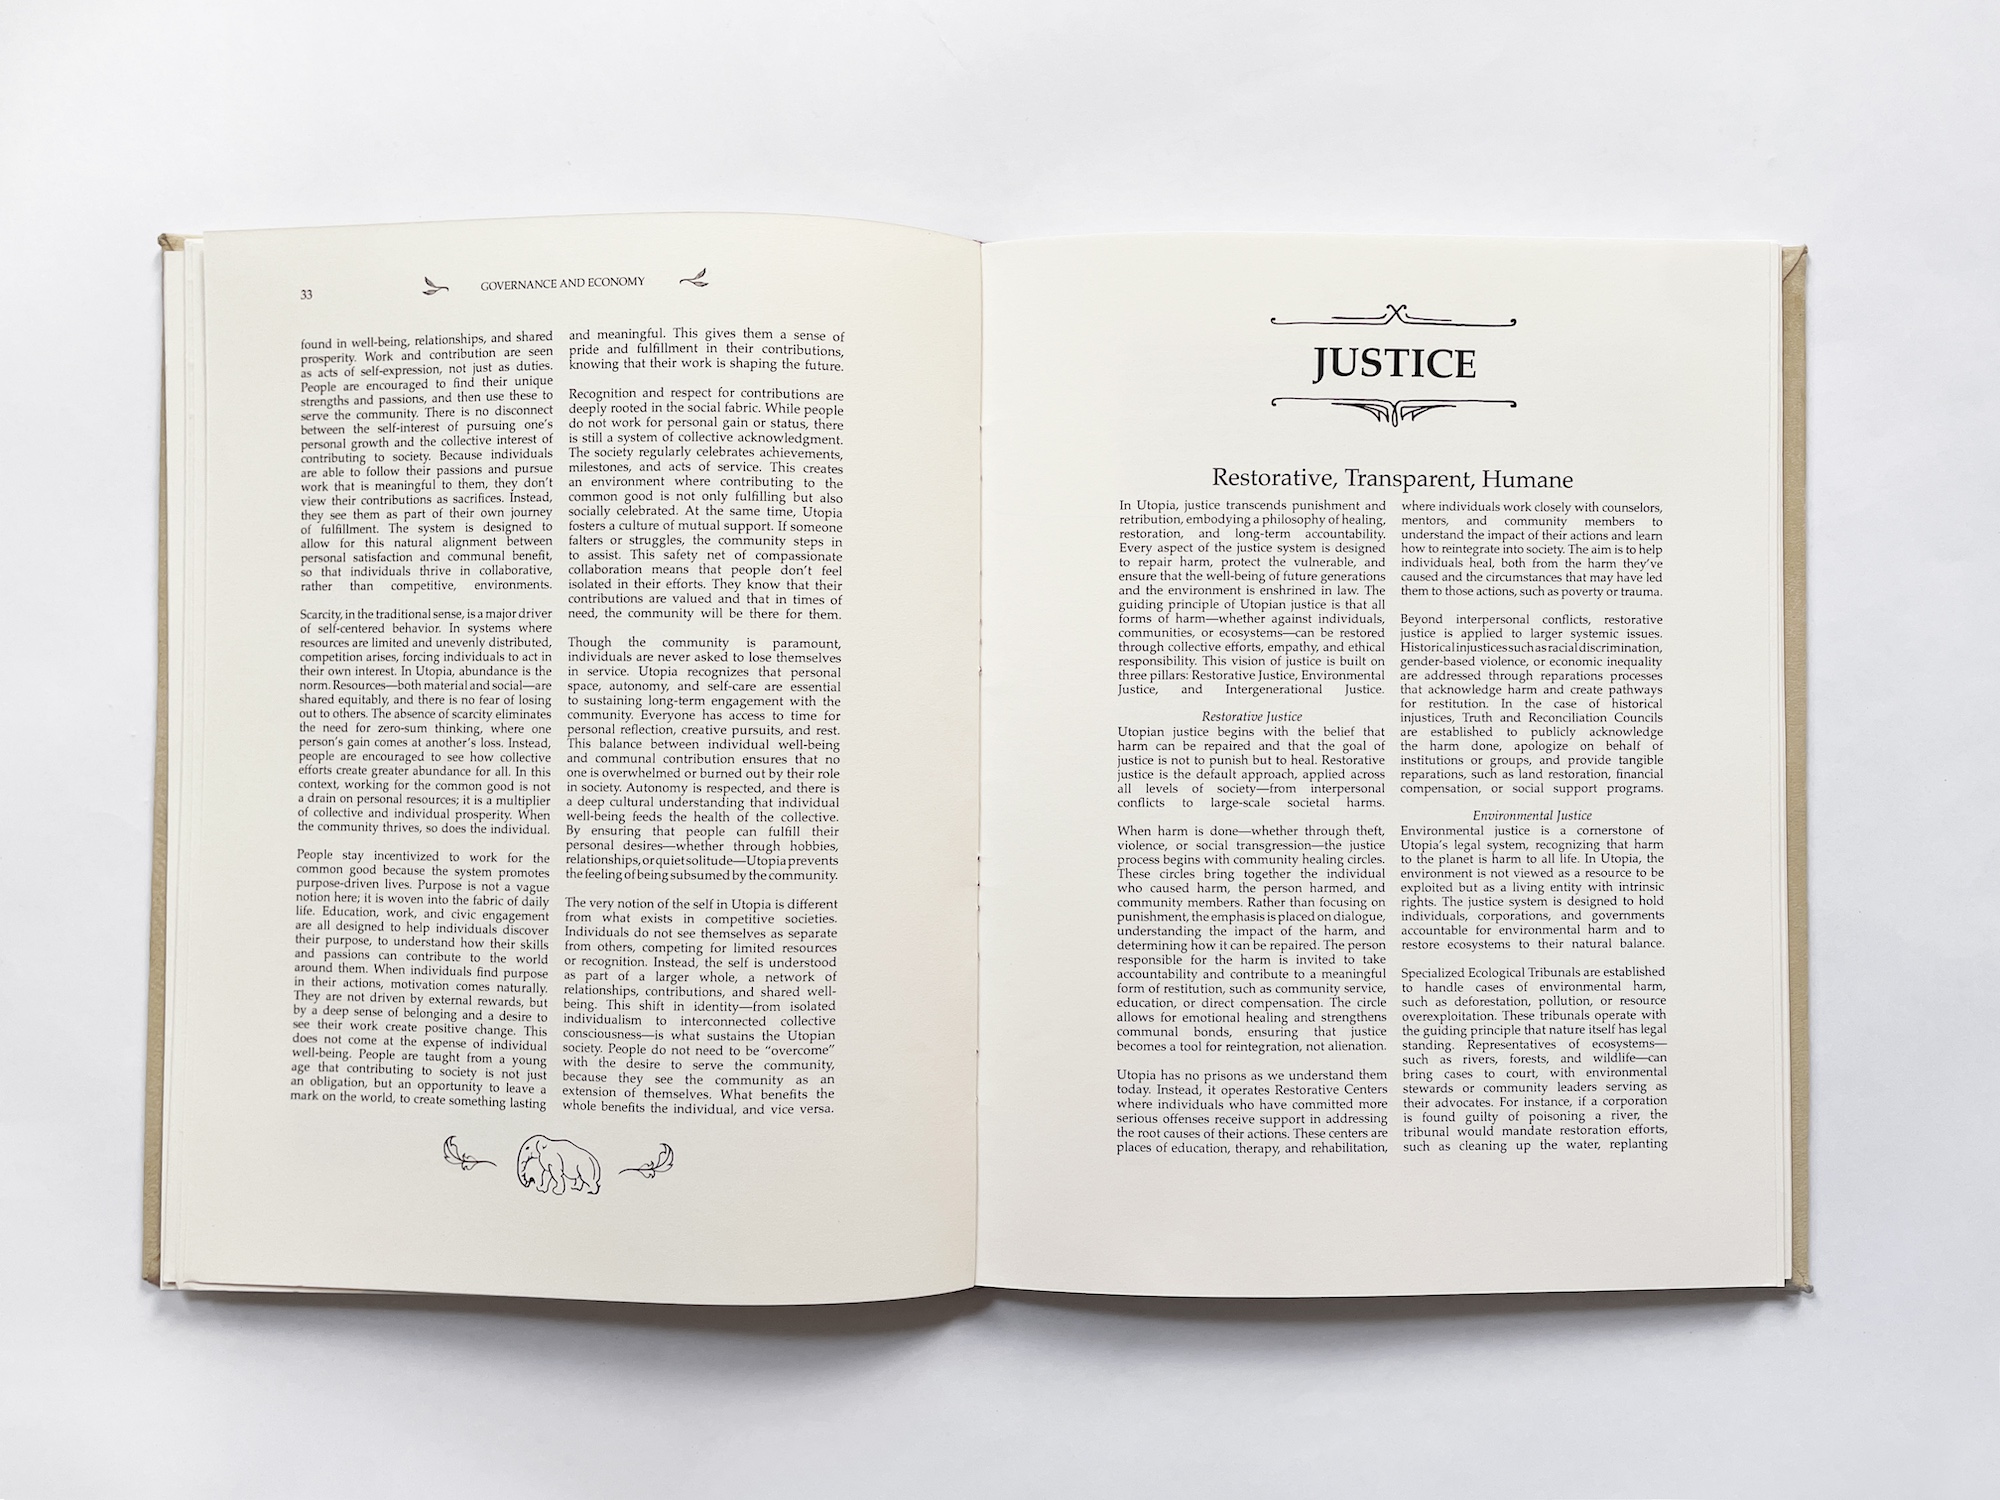 33
GOVERNANCE AND ECONOMY
found in well-being, relationships, and shared
prosperity. Work and contribution are seen
as acts of self-expression, not just as duties.
People are encouraged to find their unique
strengths and passions, and then use these to
serve the community. There is no disconnect
between the self-interest of pursuing one's
personal growth and the collective interest of
contributing to society. Because individuals
are able to follow their passions and pursue
work that is meaningful to them, they don't
view their contributions as sacrifices. Instead,
they see them as part of their own journey
of fulfillment. The system is designed to
allow for this natural alignment between
personal satisfaction and communal benefit,
so that individuals thrive in collaborative,
rather than competitive, environments.
Scarcity, in the traditional sense, is a major driver
of self-centered behavior. In systems where
resources are limited and unevenly distributed,
competition arises, forcing individuals to act in
their own interest. In Utopia, abundance is the
norm. Resources—both material and social—are
shared equitably, and there is no fear of losing
out to others. The absence of scarcity eliminates
the need for zero-sum thinking, where one
person's gain comes at another's loss. Instead,
people are encouraged to see how collective
efforts create greater abundance for all. In this
context, working for the common good is not
a drain on personal resources; it is a multiplier
of collective and individual prosperity. When
the community thrives, so does the individual.
People stay incentivized to work for the
common good because the system promotes
purpose-driven lives. Purpose is not a vague
notion here; it is woven into the fabric of daily
life. Education, work, and civic engagement
are all designed to help individuals discover
their purpose, to understand how their skills
and passions can contribute to the world
around them. When individuals find purpose
in their actions, motivation comes naturally.
They are not driven by external rewards, but
by a deep sense of belonging and a desire to
see their work create positive change. This
does not come at the expense of individual
well-being. People are taught from a young
age that contributing to society is not just
an obligation, but an opportunity to leave a
mark on the world, to create something lasting
and meaningful. This gives them a sense of
pride and fulfillment in their contributions,
knowing that their work is shaping the future.
Recognition and respect for contributions are
deeply rooted in the social fabric. While people
do not work for personal gain or status, there
is still a system of collective acknowledgment.
The society regularly celebrates achievements,
milestones, and acts of service. This creates
an environment where contributing to the
common good is not only fulfilling but also
socially celebrated. At the same time, Utopia
fosters a culture of mutual support. If someone
falters or struggles, the community steps in
to assist. This safety net of compassionate
collaboration means that people don't feel
isolated in their efforts. They know that their
contributions are valued and that in times of
need, the community will be there for them.
Though the community is paramount,
individuals are never asked to lose themselves
in service. Utopia recognizes that personal
space, autonomy, and self-care are essential
to sustaining long-term engagement with the
community. Everyone has access to time for
personal reflection, creative pursuits, and rest.
This balance between individual well-being
and communal contribution ensures that no
one is overwhelmed or burned out by their role
in society. Autonomy is respected, and there is
a deep cultural understanding that individual
well-being feeds the health of the collective.
By ensuring that people can fulfill their
personal desires—whether through hobbies,
relationships, or quiet solitude—Utopia prevents
the feeling of being subsumed by the community.
The very notion of the self in Utopia is different
from what exists in competitive societies.
Individuals do not see themselves as separate
from others, competing for limited resources
or recognition. Instead, the self is understood
as part of a larger whole, a network of
relationships, contributions, and shared well-
being. This shift in identity—from isolated
individualism to interconnected collective
consciousness—is what sustains the Utopian
society. People do not need to be “overcome”
with the desire to serve the community,
because they see the community as an
extension of themselves. What benefits the
whole benefits the individual, and vice versa.
JUSTICE
Restorative, Transparent, Humane
In Utopia, justice transcends punishment and
retribution, embodying a philosophy of healing,
restoration, and long-term accountability.
Every aspect of the justice system is designed
to repair harm, protect the vulnerable, and
ensure that the well-being of future generations
and the environment is enshrined in law. The
guiding principle of Utopian justice is that all
forms of harm—whether against individuals,
communities, or ecosystems—can be restored
through collective efforts, empathy, and ethical
responsibility. This vision of justice is built on
three pillars: Restorative Justice, Environmental
Justice, and Intergenerational Justice.
Restorative Justice
Utopian justice begins with the belief that
harm can be repaired and that the goal of
justice is not to punish but to heal. Restorative
justice is the default approach, applied across
all levels of society—from interpersonal
conflicts to large-scale societal harms.
When harm is done—whether through theft,
violence, or social transgression—the justice
process begins with community healing circles.
These circles bring together the individual
who caused harm, the person harmed, and
community members. Rather than focusing on
punishment, the emphasis is placed on dialogue,
understanding the impact of the harm, and
determining how it can be repaired. The person
responsible for the harm is invited to take
accountability and contribute to a meaningful
form of restitution, such as community service,
education, or direct compensation. The circle
allows for emotional healing and strengthens
communal bonds, ensuring that justice
becomes a tool for reintegration, not alienation.
Utopia has no prisons as we understand them
today. Instead, it operates Restorative Centers
where individuals who have committed more
serious offenses receive support in addressing
the root causes of their actions. These centers are
places of education, therapy, and rehabilitation,
where individuals work closely with counselors,
mentors, and community members to
understand the impact of their actions and learn
how to reintegrate into society. The aim is to help
individuals heal, both from the harm they've
caused and the circumstances that may have led
them to those actions, such as poverty or trauma.
Beyond interpersonal conflicts, restorative
justice is applied to larger systemic issues.
Historical injustices such as racial discrimination,
gender-based violence, or economic inequality
are addressed through reparations processes
that acknowledge harm and create pathways
for restitution. In the case of historical
injustices, Truth and Reconciliation Councils
are established to publicly acknowledge
the harm done, apologize on behalf of
institutions or groups, and provide tangible
reparations, such as land restoration, financial
compensation, or social support programs.
Environmental Justice
Environmental justice is a cornerstone of
Utopia's legal system, recognizing that harm
to the planet is harm to all life. In Utopia, the
environment is not viewed as a resource to be
exploited but as a living entity with intrinsic
rights. The justice system is designed to hold
individuals, corporations, and governments
accountable for environmental harm and to
restore ecosystems to their natural balance.
Specialized Ecological Tribunals are established
to handle cases of environmental harm,
such as deforestation, pollution, or resource
overexploitation. These tribunals operate with
the guiding principle that nature itself has legal
standing. Representatives of ecosystems—
such as rivers, forests, and wildlife—can
bring cases to court, with environmental
stewards or community leaders serving as
their advocates. For instance, if a corporation
is found guilty of poisoning a river, the
tribunal would mandate restoration efforts,
such as cleaning up the water, replanting